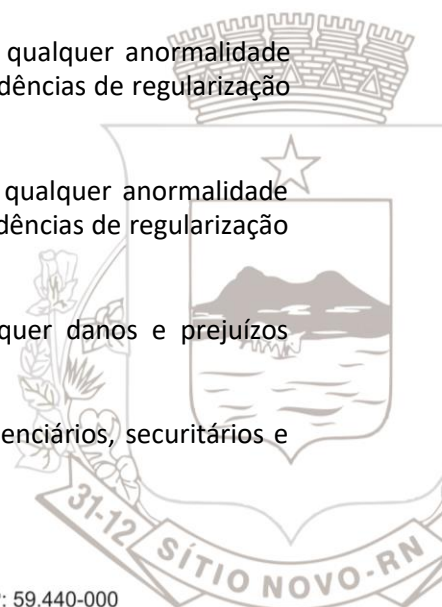 qualquer anormalidade
dências de regularização
qualquer anormalidade
dências de regularização
quer danos e prejuízos
enciários, securitários e
31-12 SÍTIO NOVO-RN
: 59.440-000